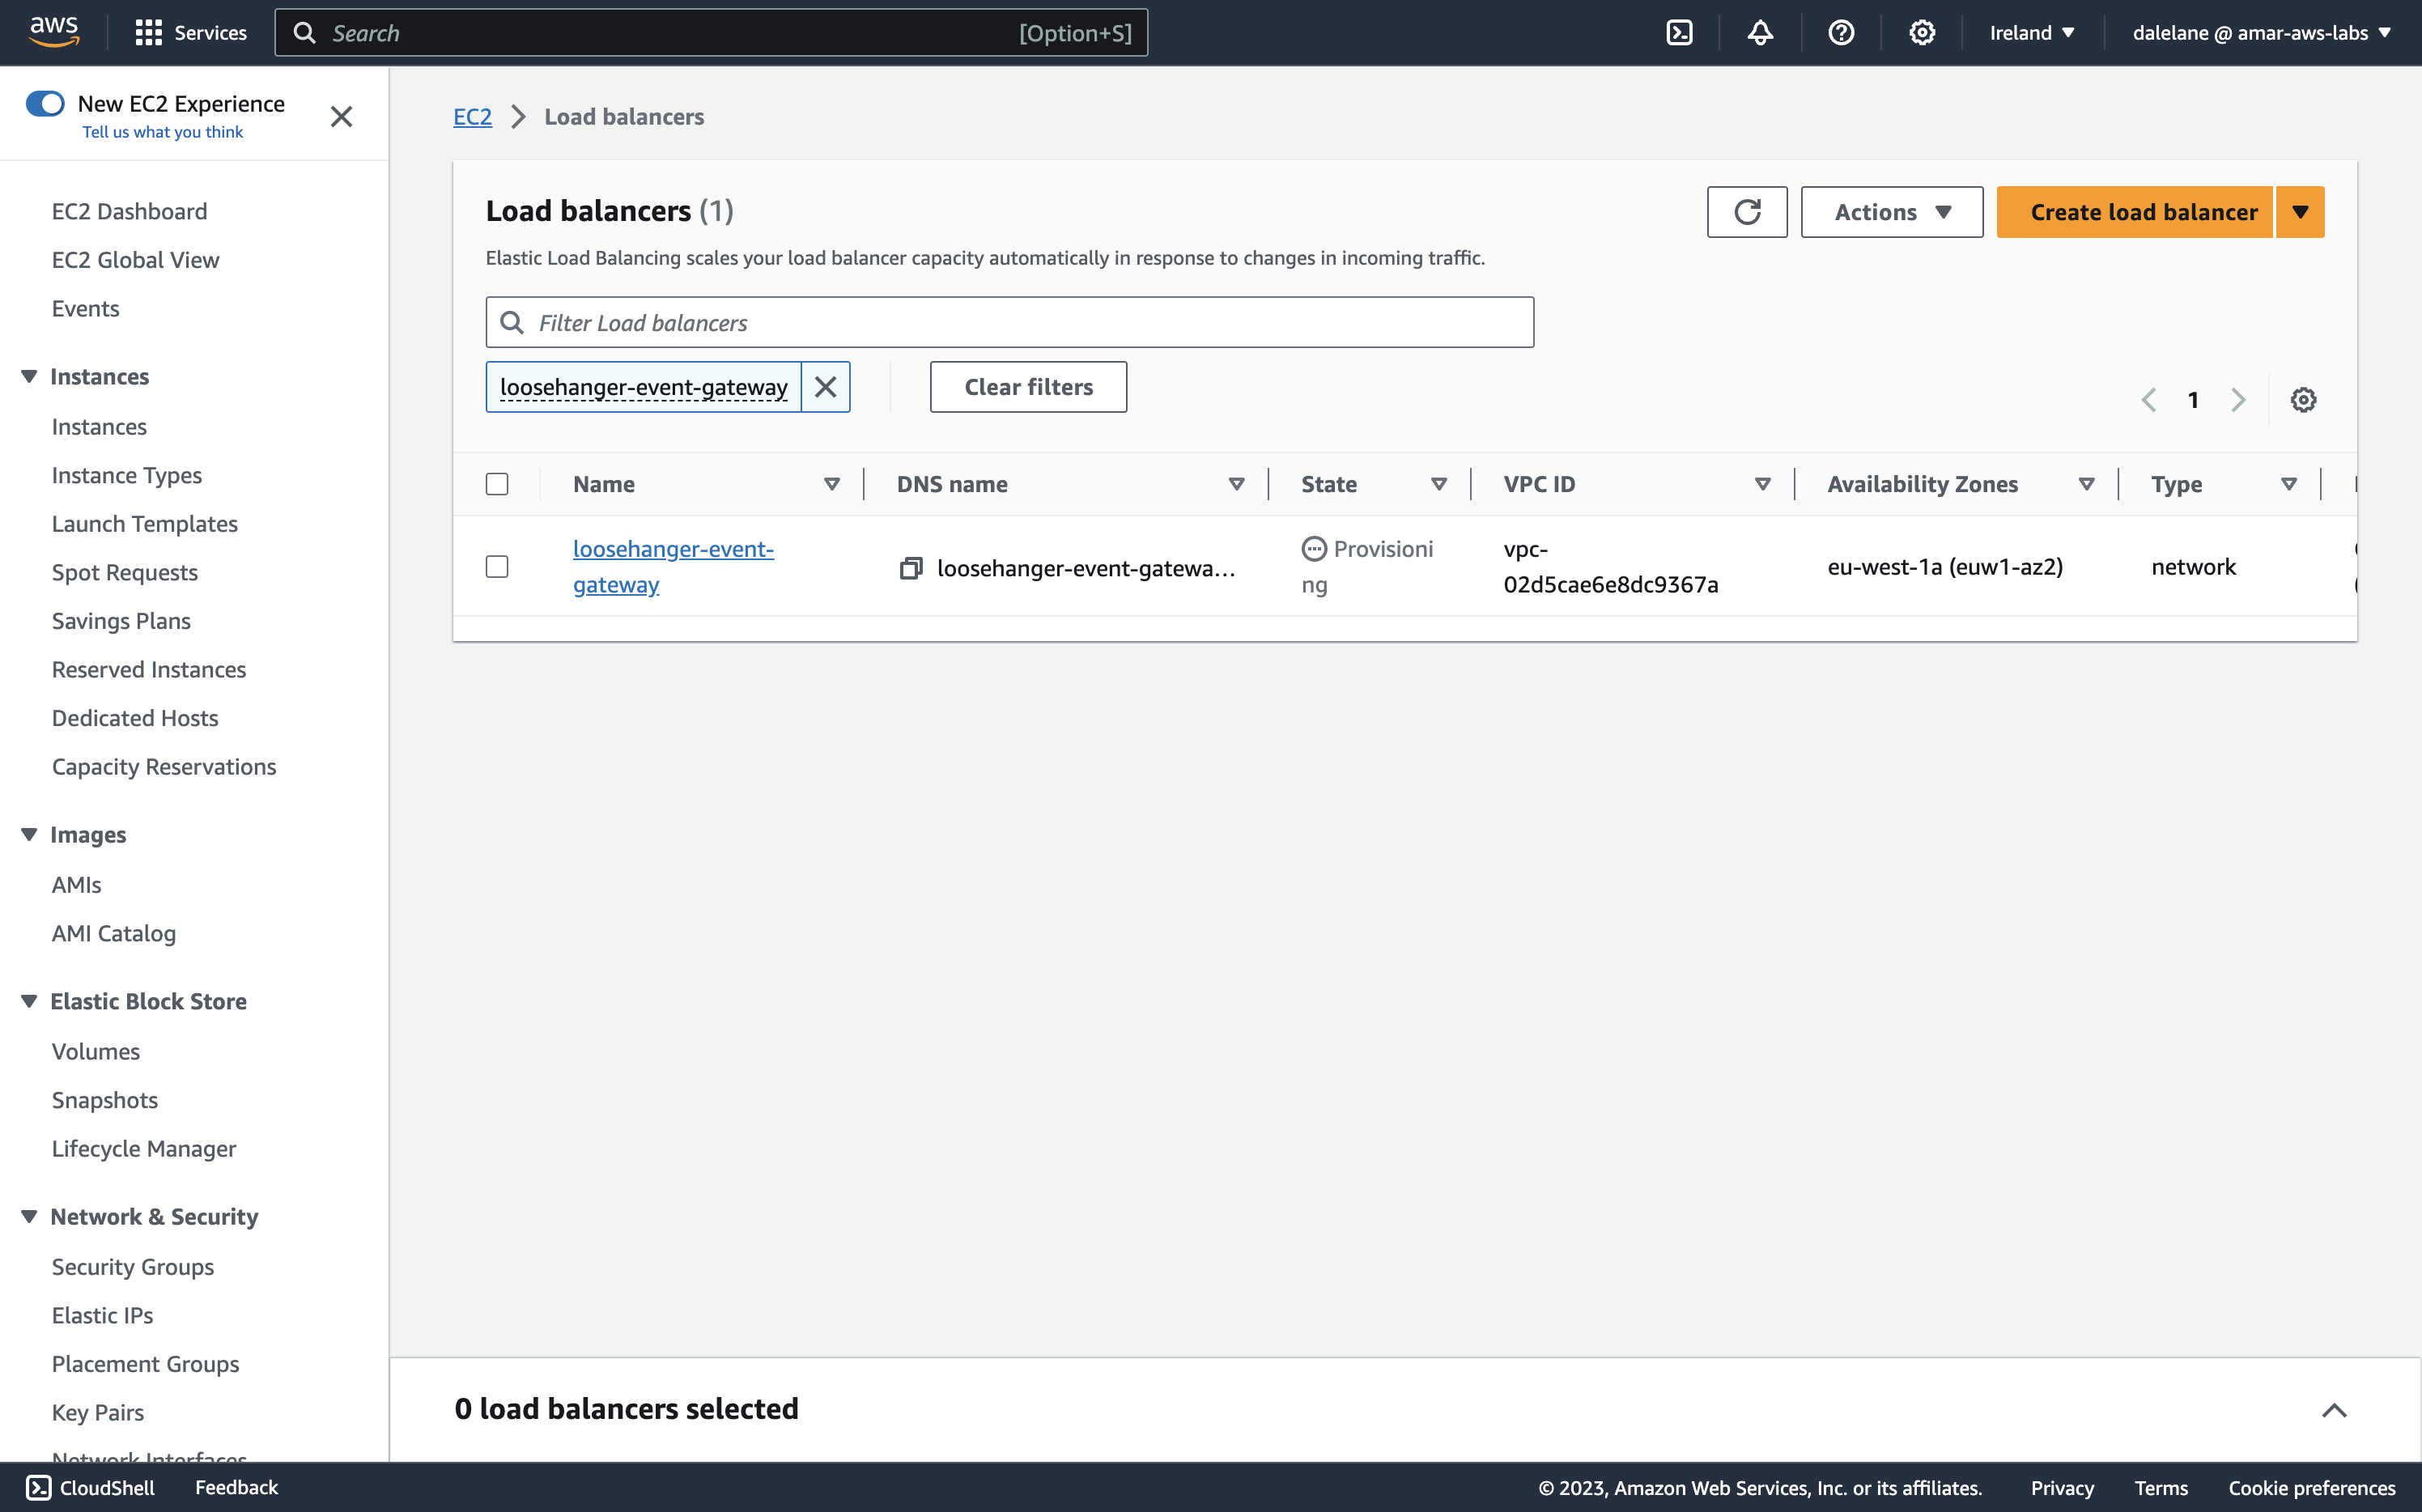 aws
Services
Search
[Option+S]
Ireland
dalelane @ amar-aws-labs
New EC2 Experience
Tell us what you think
EC2 Dashboard
EC2 Global View
Events
Instances
Instances
Instance Types
Launch Templates
Spot Requests
Savings Plans
Reserved Instances
Dedicated Hosts
Capacity Reservations
Images
AMIs
AMI Catalog
Elastic Block Store
Volumes
Snapshots
Lifecycle Manager
Network & Security
Security Groups
Elastic IPs
Placement Groups
Key Pairs
Network Interfaces
EC2
Load balancers
Load balancers (1)
Actions
Create load balancer
Elastic Load Balancing scales your load balancer capacity automatically in response to changes in incoming traffic.
Filter Load balancers
loosehanger-event-gateway
Clear filters
1
Name
DNS name
State
VPC ID
Availability Zones
Type
loosehanger-event-
gateway
loosehanger-event-gatewa...
Provisioni
ng
vpc-
02d5cae6e8dc9367a
eu-west-1a (euw1-az2)
network
0 load balancers selected
CloudShell
Feedback
© 2023, Amazon Web Services, Inc. or its affiliates.
Privacy
Terms
Cookie preferences